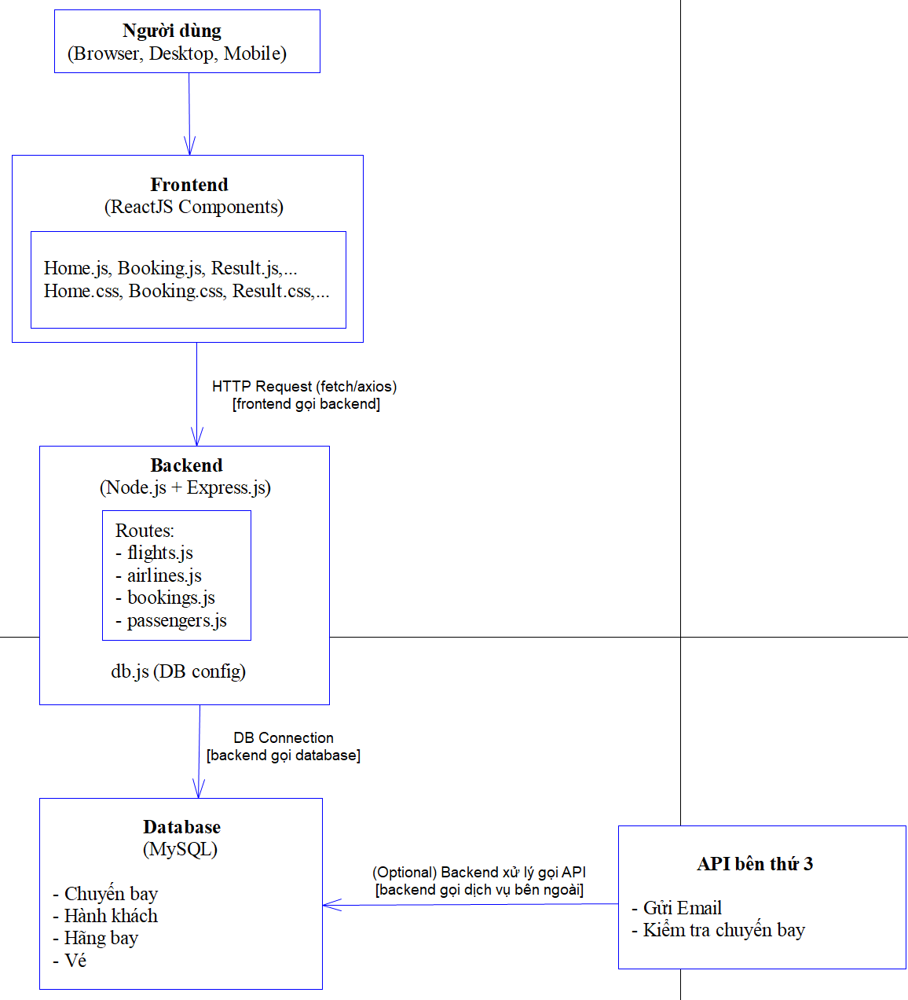 Người dùng
(Browser, Desktop, Mobile)
Frontend
(ReactJS Components)
Home.js, Booking.js, Result.js,...
Home.css, Booking.css, Result.css,...
HTTP Request (fetch/axios)
[frontend gọi backend]
Backend
(Node.js + Express.js)
Routes:
- flights.js
- airlines.js
- bookings.js
- passengers.js
db.js (DB config)
DB Connection
[backend gọi database]
Database
(MySQL)
- Chuyến bay
- Hành khách
- Hãng bay
- Vé
(Optional) Backend xử lý gọi API
[backend gọi dịch vụ bên ngoài]
API bên thứ 3
- Gửi Email
- Kiểm tra chuyến bay